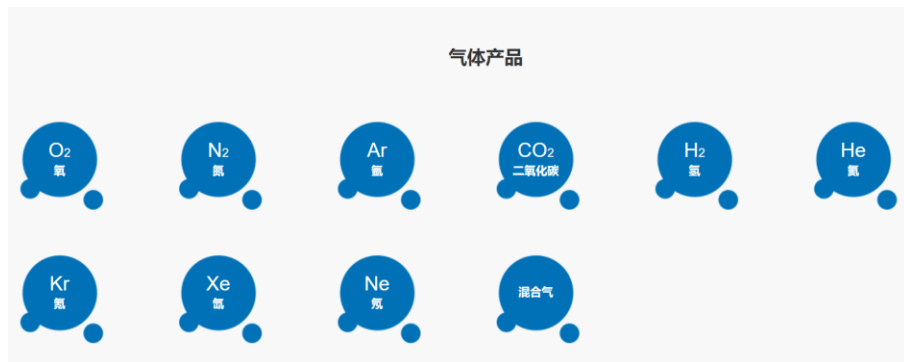 气体产品
O₂
氧
N₂
氮
Ar
氩
CO₂
二氧化碳
H₂
氢
He
氦
Kr
氪
Xe
氙
Ne
氖
混合气